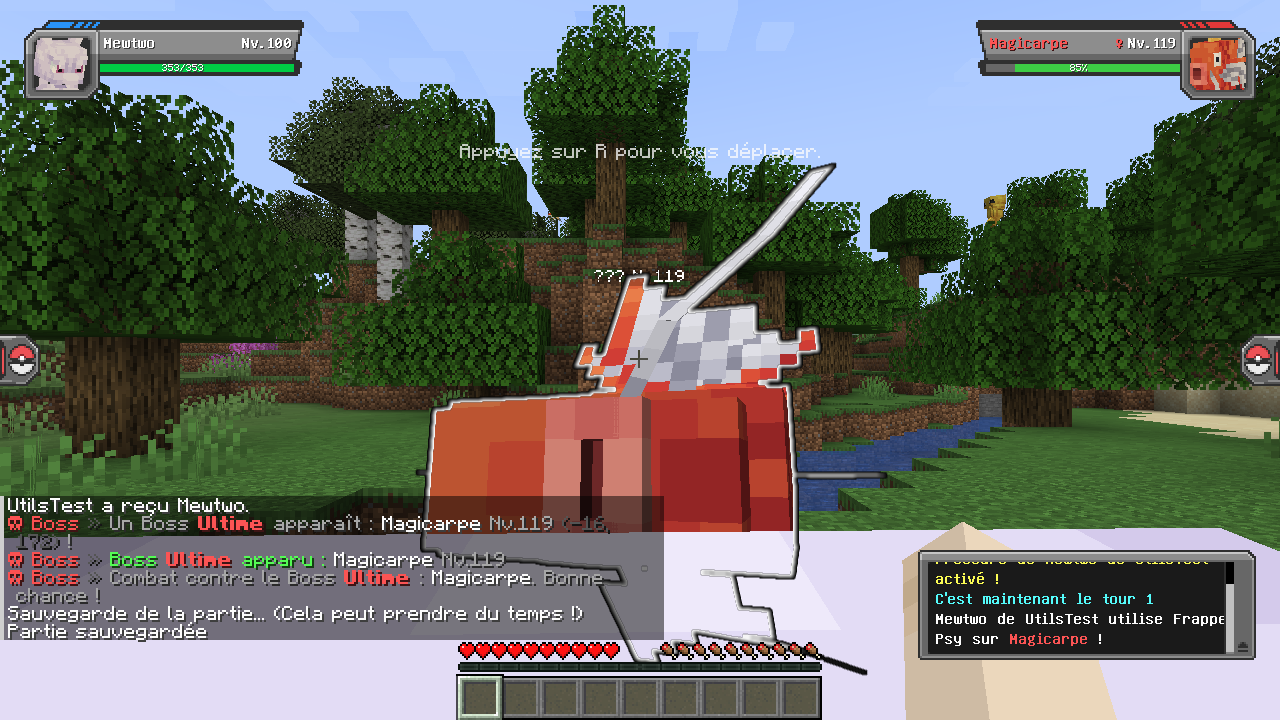 Mewtwo Nv.100
353/353
Magicarpe ♀ Nv.119
85%
Appuyez sur R pour vous déplacer.
??? 119
UtilsTest a reçu Mewtwo.
Boss » Un Boss Ultime apparaît : Magicarpe Nv.119 (-16,
172) !
Boss » Boss Ultime apparu : Magicarpe Nv.119
Boss » Combat contre le Boss Ultime : Magicarpe. Bonne
chance !
Sauvegarde de la partie... (Cela peut prendre du temps !)
Partie sauvegardée
activé !
C'est maintenant le tour 1
Mewtwo de UtilsTest utilise Frappe
Psy sur Magicarpe !